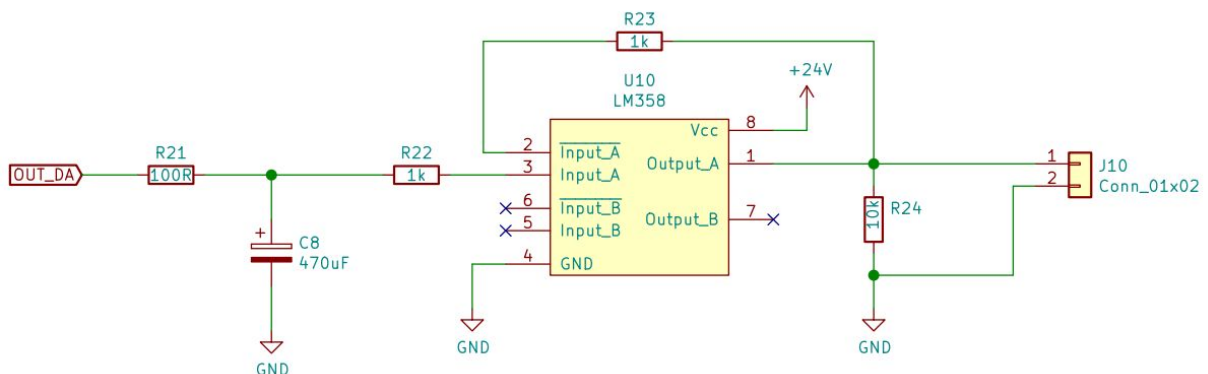 R23
1k
+24V
U10
LM358
Vcc
8
2
Input_A
Output_A
1
1
R21
R22
3
Input_A
J10
OUT_DA
100R
1k
2
Conn_01x02
6
Input_B
Output_B
7
10k
R24
5
Input_B
+
C8
470uF
4
GND
GND
GND
GND